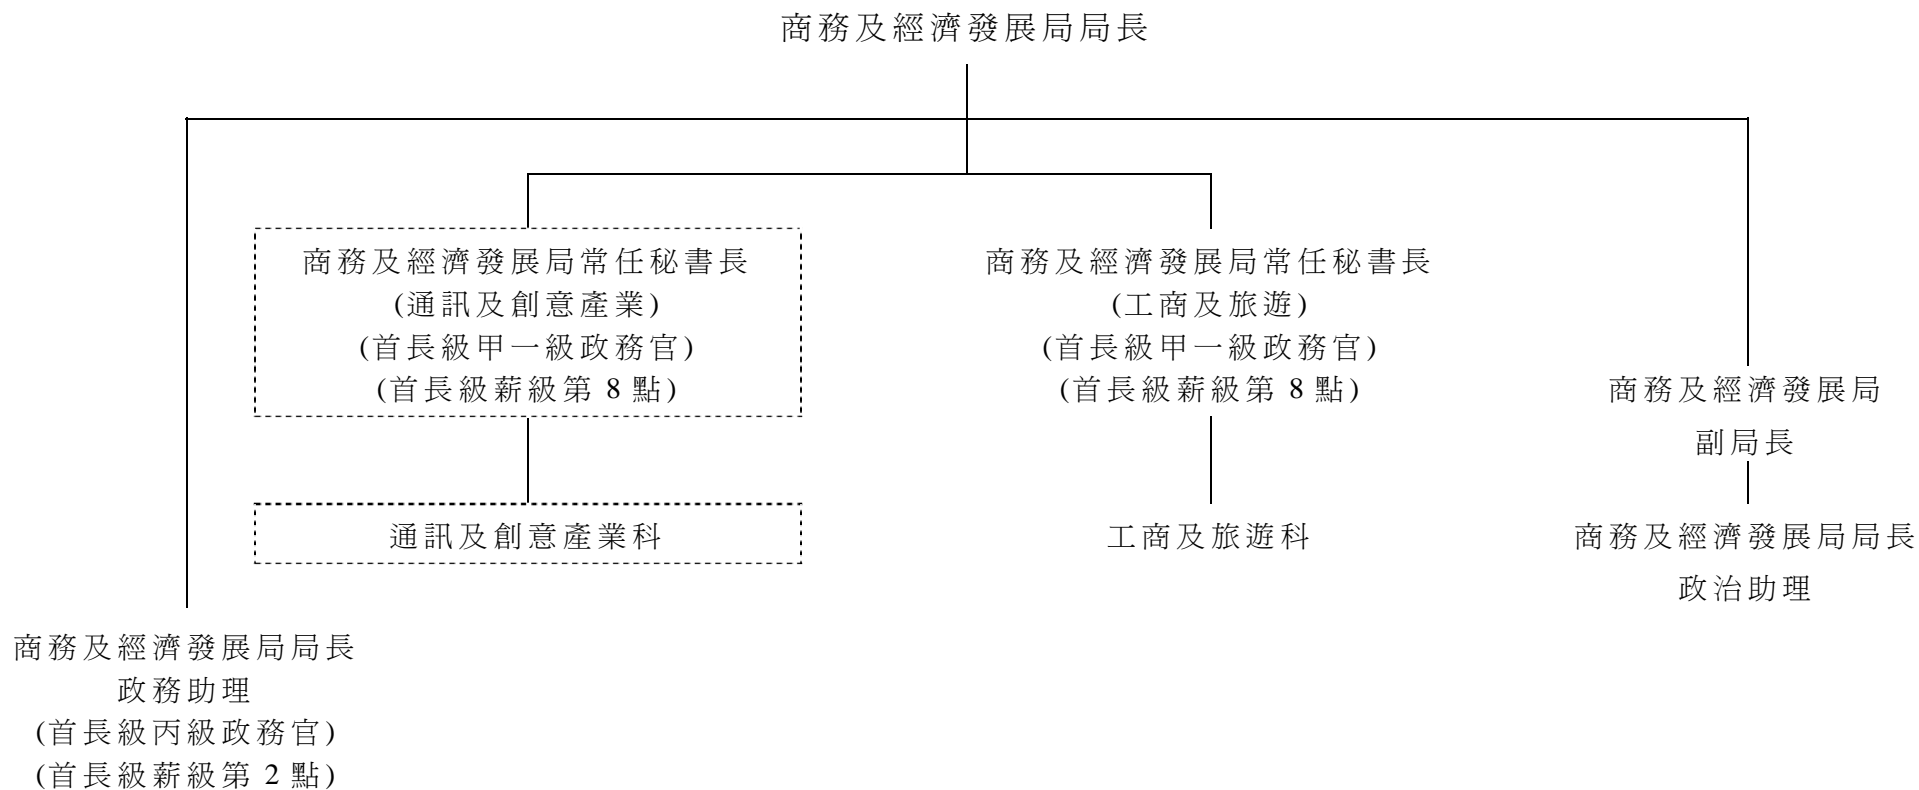 商務及經濟發展局局長
商務及經濟發展局常任秘書長
(通訊及創意產業)
(首長級甲一級政務官)
(首長級薪級第 8 點)
商務及經濟發展局常任秘書長
(工商及旅遊)
(首長級甲一級政務官)
(首長級薪級第 8 點)
商務及經濟發展局
副局長
通訊及創意產業科
工商及旅遊科
商務及經濟發展局局長
政治助理
商務及經濟發展局局長
政務助理
(首長級丙級政務官)
(首長級薪級第 2 點)